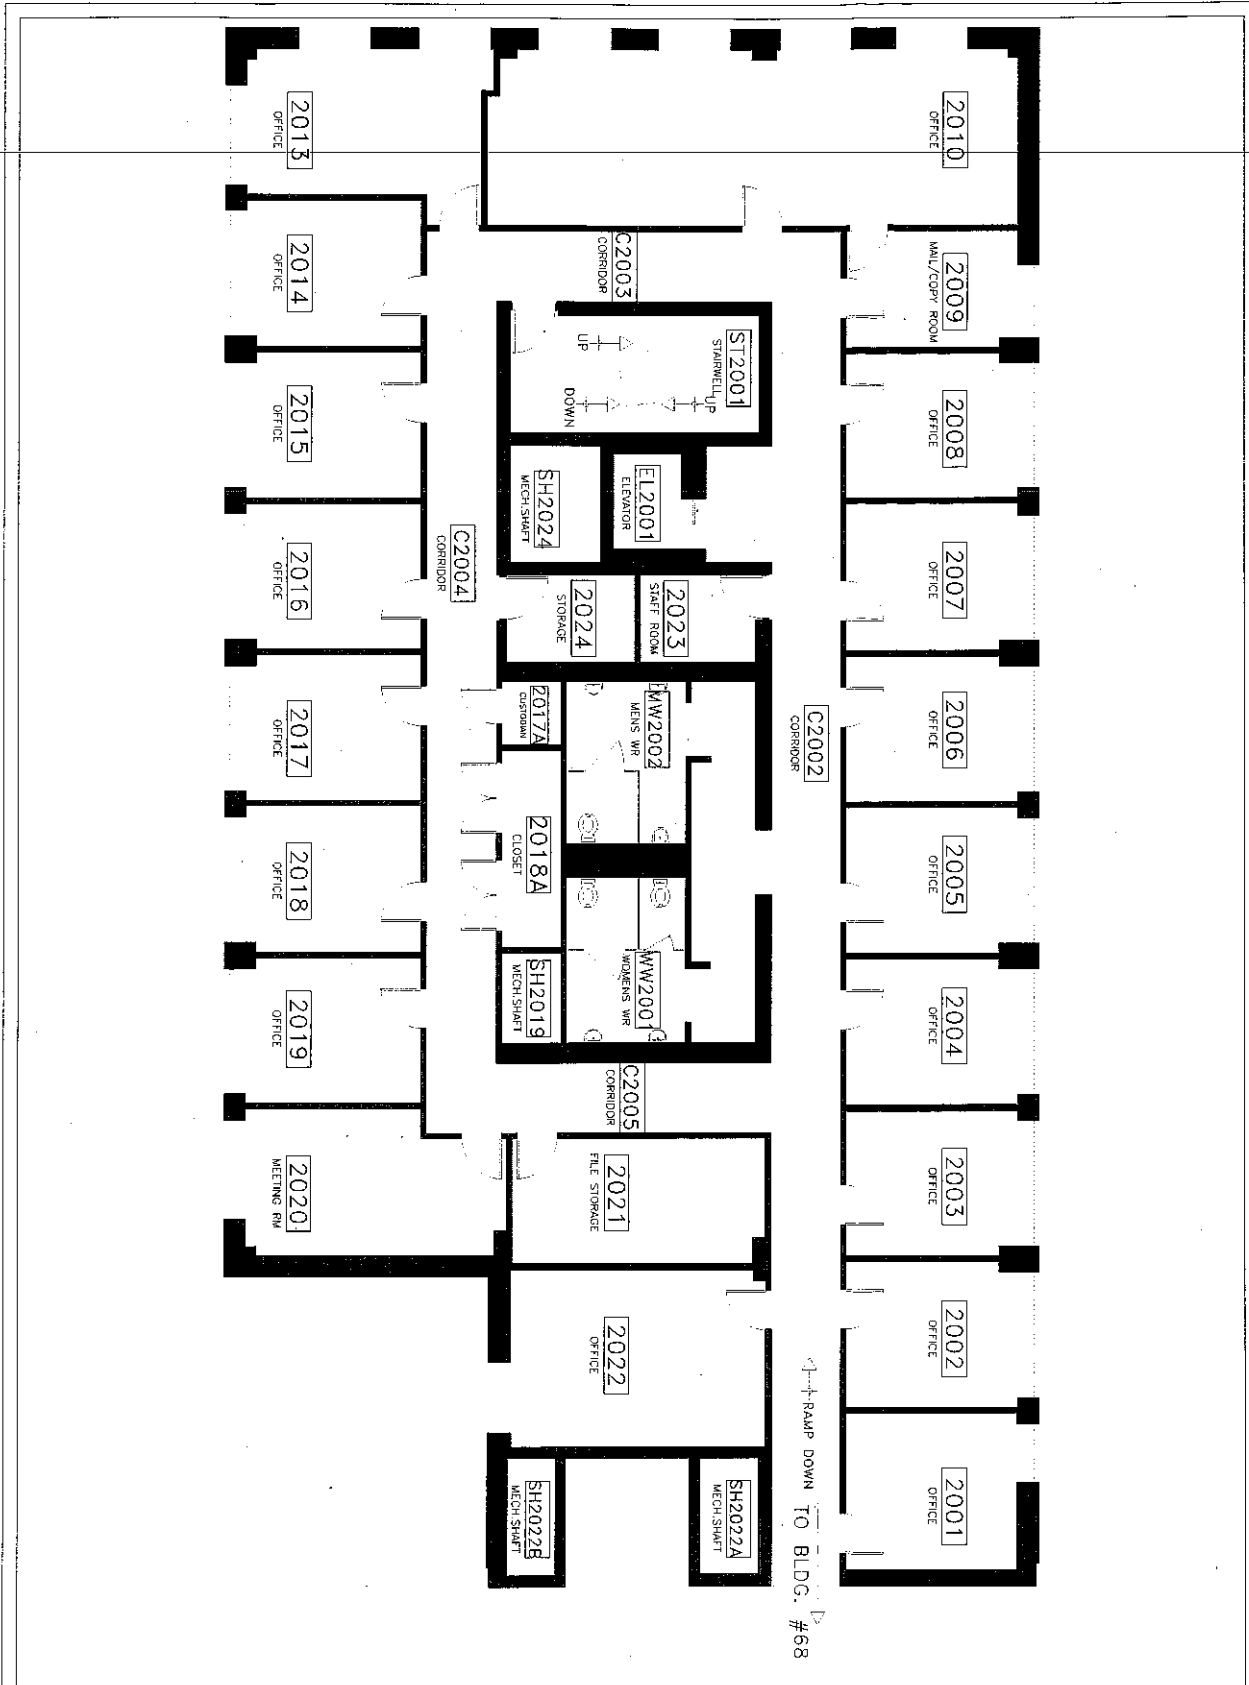 2013
OFFICE
2010
OFFICE
2014
OFFICE
C2003
CORRIDOR
2009
MAIL/COPY ROOM
UP
ST2001
STAIRWELL
UP
DOWN
2015
OFFICE
2008
OFFICE
SH2024
MECH.SHAFT
EL2001
ELEVATOR
2016
OFFICE
C2004
CORRIDOR
2024
STORAGE
2023
STAFF ROOM
2007
OFFICE
2017
OFFICE
2017A
CUSTODIAN
MW2002
MENS WR
C2002
CORRIDOR
2006
OFFICE
2018
OFFICE
2018A
CLOSET
2005
OFFICE
2019
OFFICE
SH2019
MECH.SHAFT
WW2001
WOMENS WR
2004
OFFICE
C2005
CORRIDOR
2020
MEETING RM
2021
FILE STORAGE
2003
OFFICE
2022
OFFICE
2002
OFFICE
RAMP DOWN TO BLDG. #68
SH2022B
MECH.SHAFT
SH2022A
MECH.SHAFT
2001
OFFICE